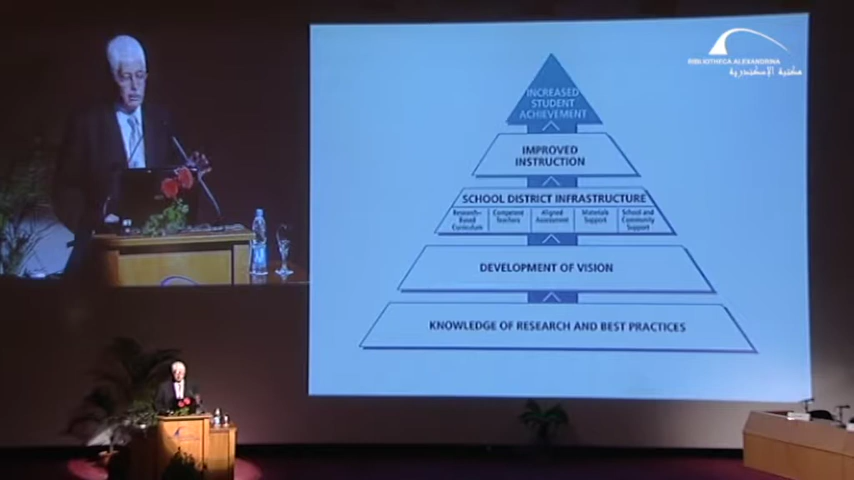 BIBLIOTHECA ALEXANDRINA
مكتبة الإسكندرية
INCREASED
STUDENT
ACHIEVEMENT
IMPROVED
INSTRUCTION
SCHOOL DISTRICT INFRASTRUCTURE
Research-
Based
Curriculum
Competent
Teachers
Aligned
Assessment
Materials
Support
School and
Community
Support
DEVELOPMENT OF VISION
KNOWLEDGE OF RESEARCH AND BEST PRACTICES